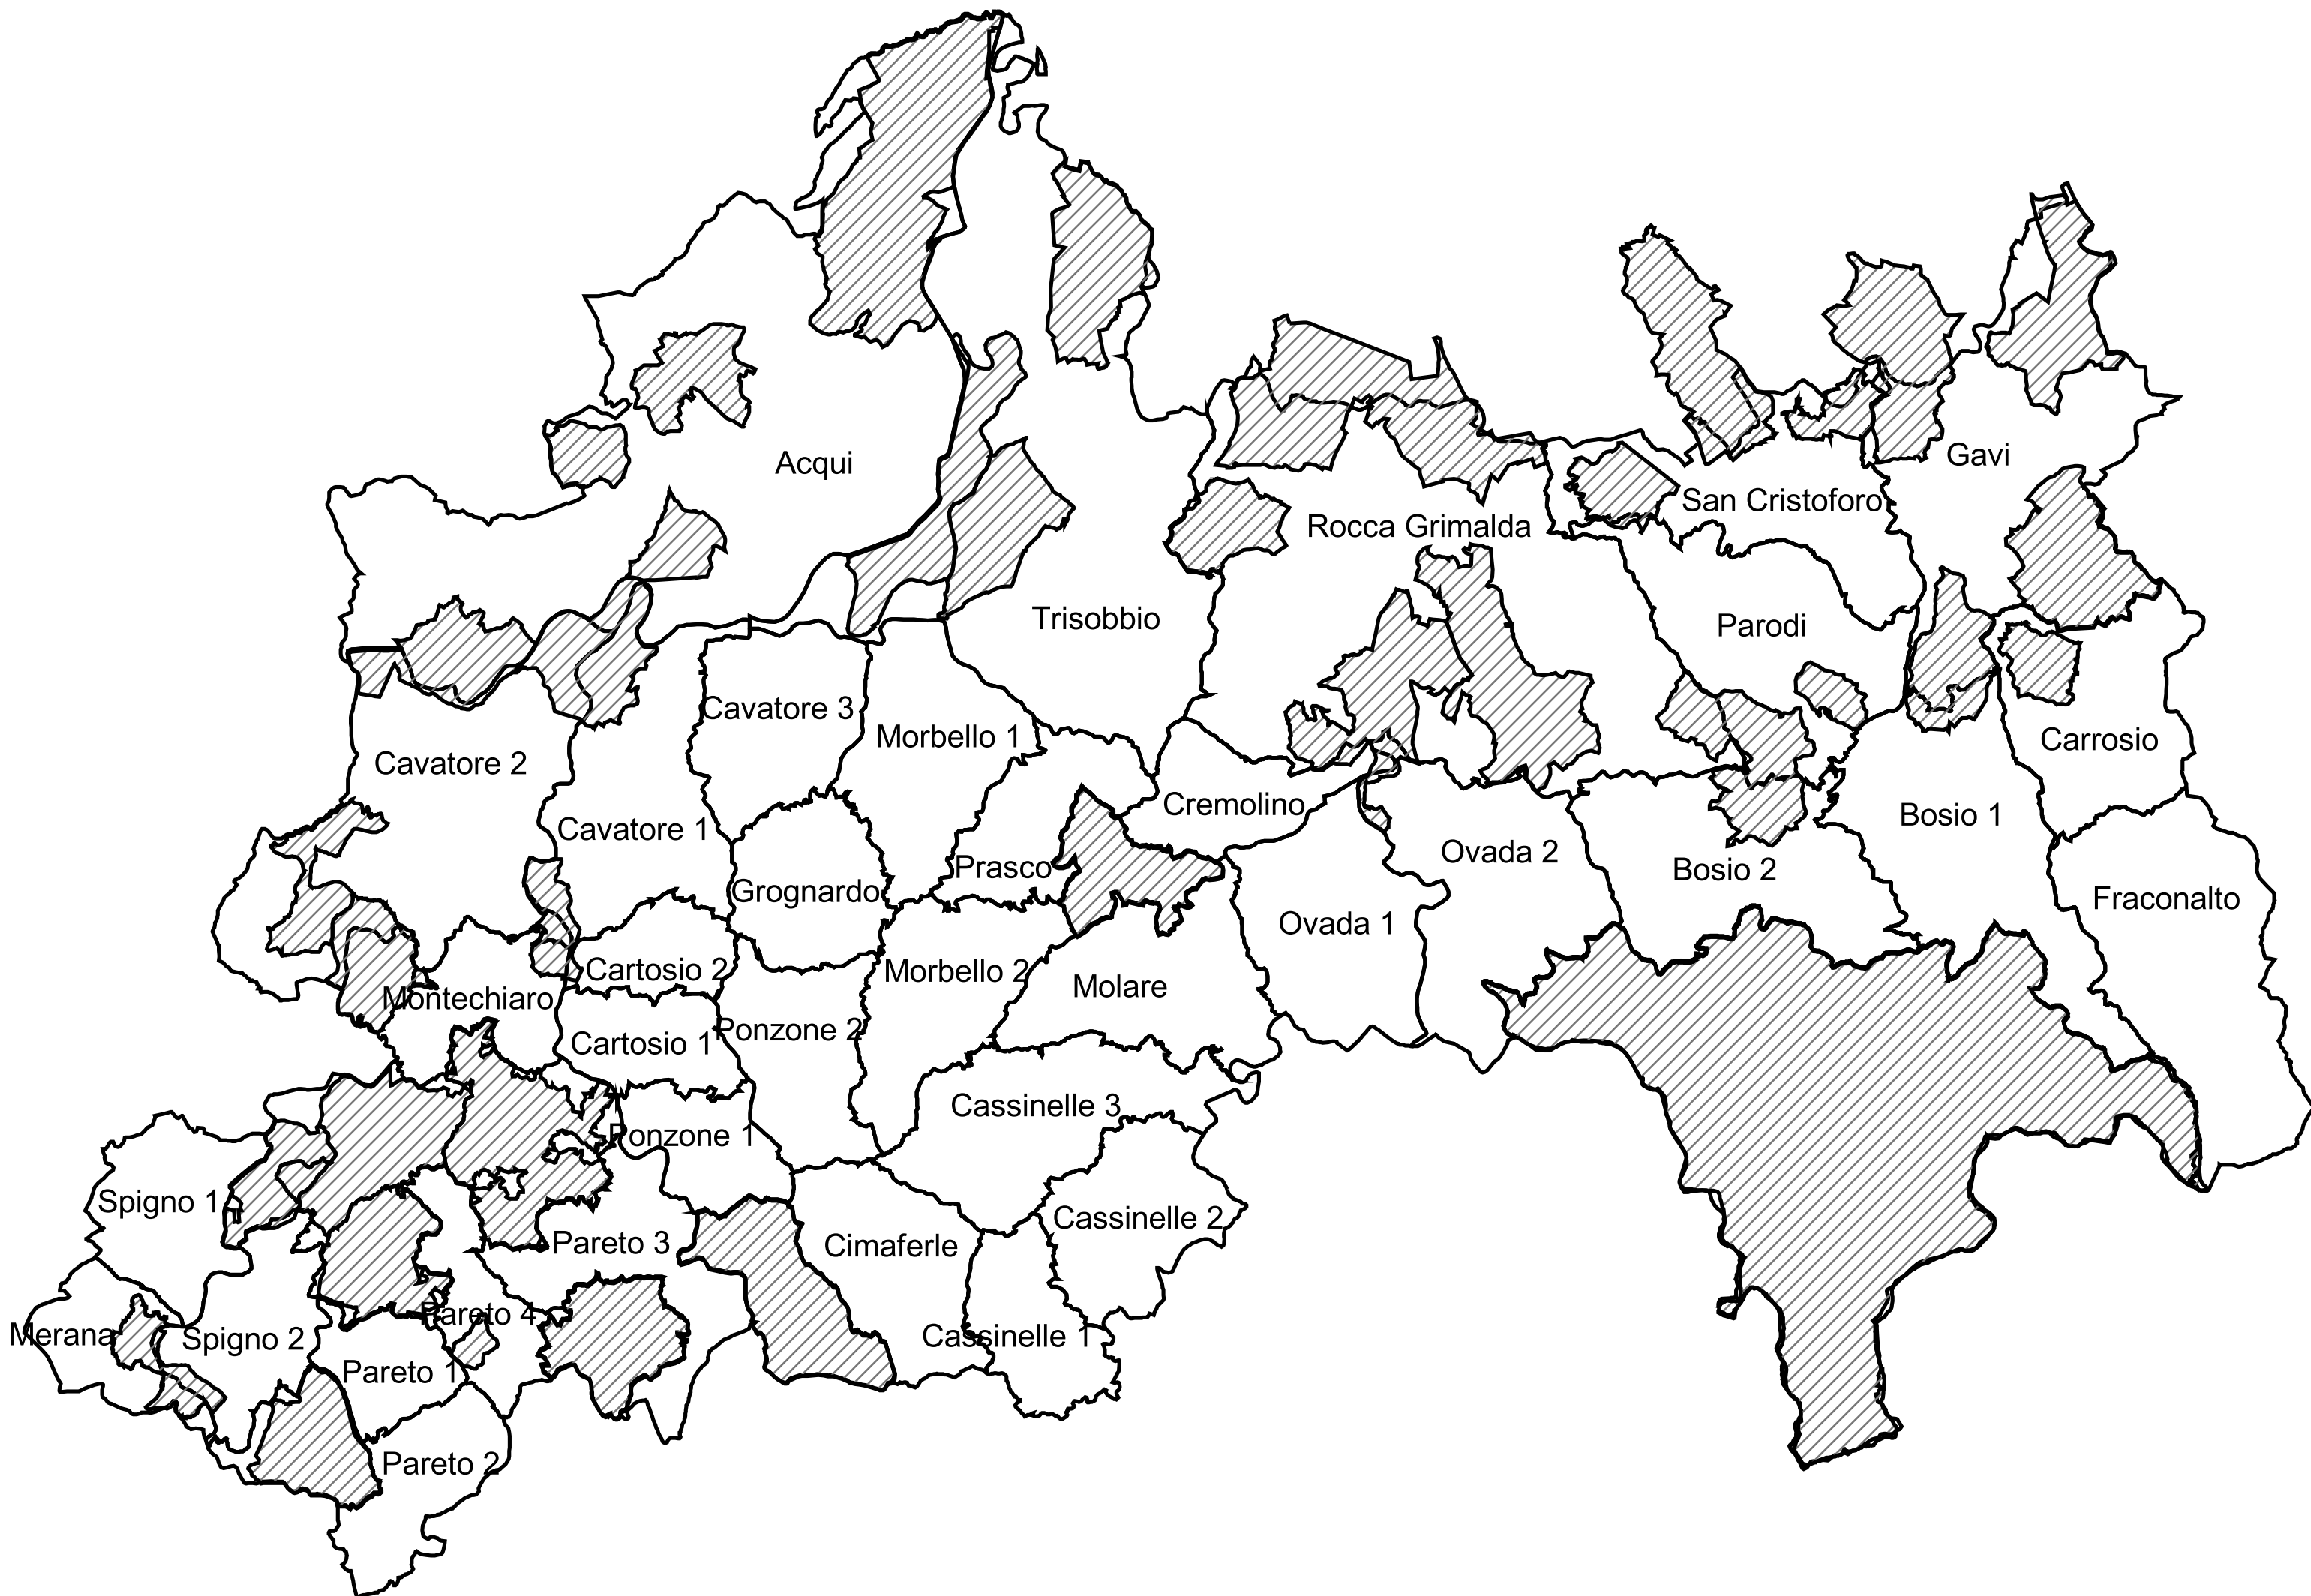 Acqui
Gavi
San Cristoforo
Rocca Grimalda
Trisobbio
Parodi
Cavatore 3
Morbello 1
Carrosio
Cavatore 2
Cremolino
Bosio 1
Cavatore 1
Ovada 2
Prasco
Bosio 2
Grognardo
Fraconalto
Ovada 1
Cartosio 2
Morbello 2
Molare
Montechiaro
Ponzone 2
Cartosio 1
Cassinelle 3
Ponzone 1
Spigno 1
Cassinelle 2
Pareto 3
Cimaferle
Pareto 4
Merana
Spigno 2
Cassinelle 1
Pareto 1
Pareto 2